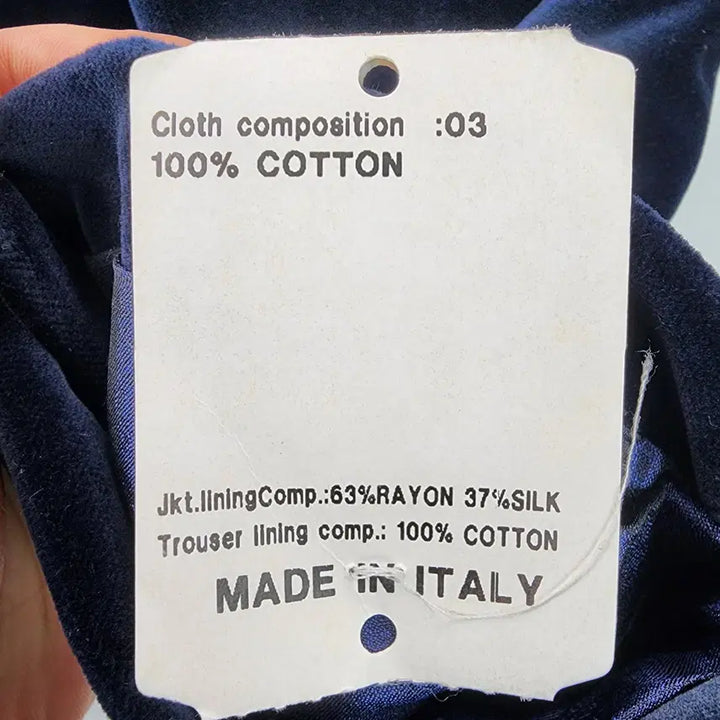 Cloth composition :03
100% COTTON
Jkt.liningComp.:63%RAYON 37%SILK
Trouser lining comp.: 100% COTTON
MADE IN ITALY